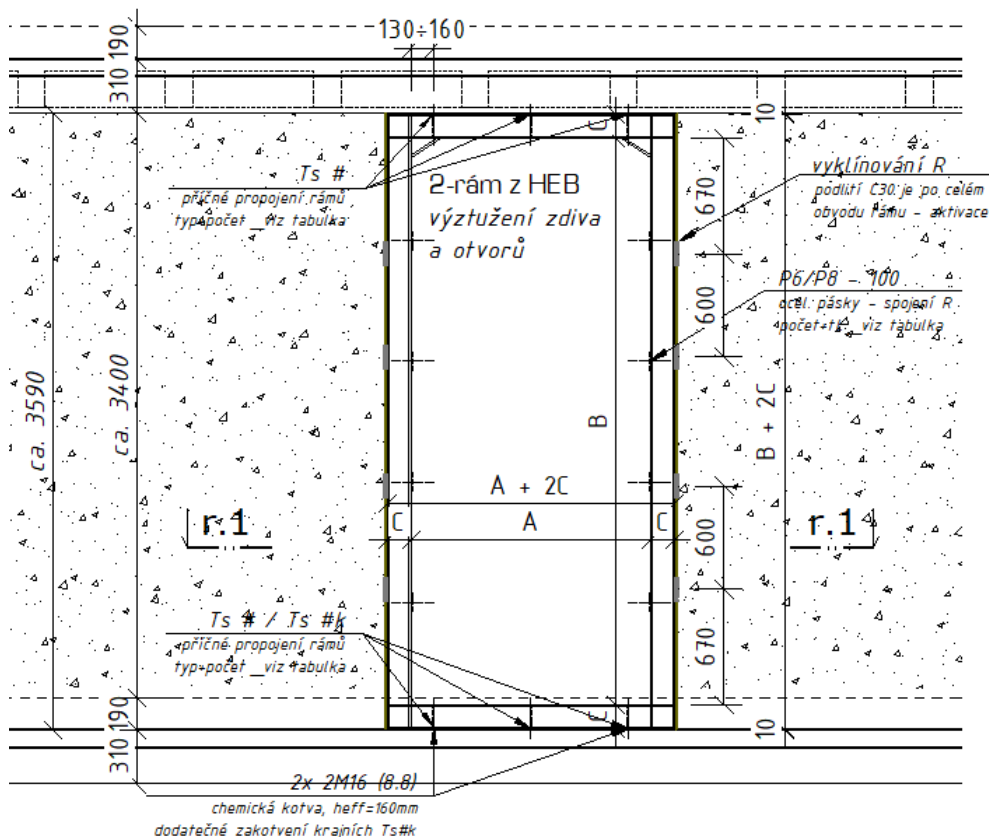 130÷160
190
310
10
Ts #
příčné propojení rámů
typ+počet _viz tabulka
C
2-rám z HEB
výztužení zdiva
a otvorů
vyklínování R
podlití C30 je po celém
obvodu rámu - aktivace
670
P6/P8 - 100
ocel. pásky - spojení R
počet+tl._viz tabulka
600
ca. 3590
ca. 3400
B
B + 2C
A + 2C
C
A
C
r.1
r.1
600
Ts # / Ts #k
příčné propojení rámů
typ+počet _viz tabulka
670
C
190
310
10
2x 2M16 (8.8)
chemická kotva, heff=160mm
dodatečné zakotvení krajních Ts#k